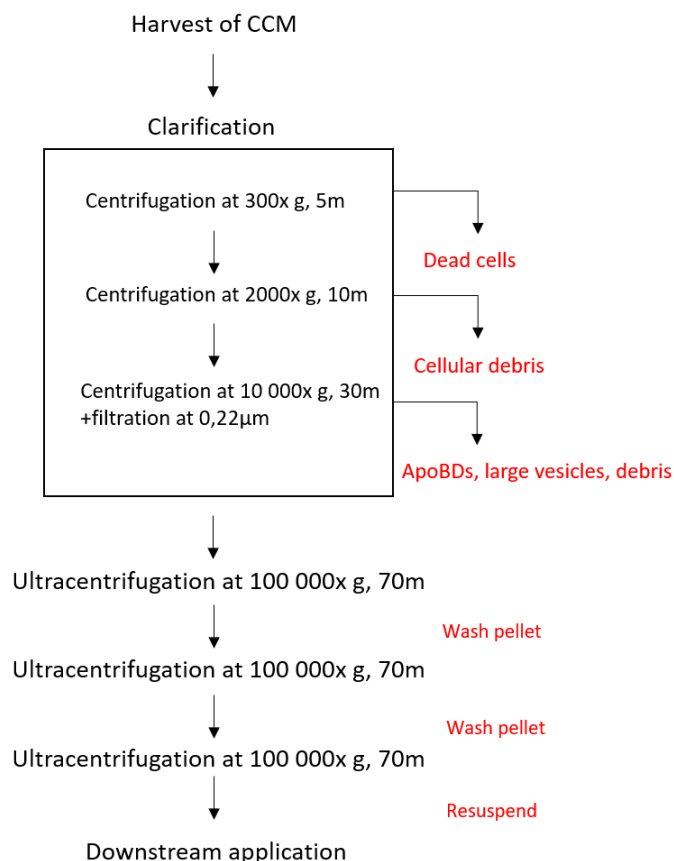 Harvest of CCM
Clarification
Centrifugation at 300x g, 5m
Dead cells
Centrifugation at 2000x g, 10m
Cellular debris
Centrifugation at 10 000x g, 30m
+filtration at 0,22µm
ApoBDs, large vesicles, debris
Ultracentrifugation at 100 000x g, 70m
Wash pellet
Ultracentrifugation at 100 000x g, 70m
Wash pellet
Ultracentrifugation at 100 000x g, 70m
Resuspend
Downstream application